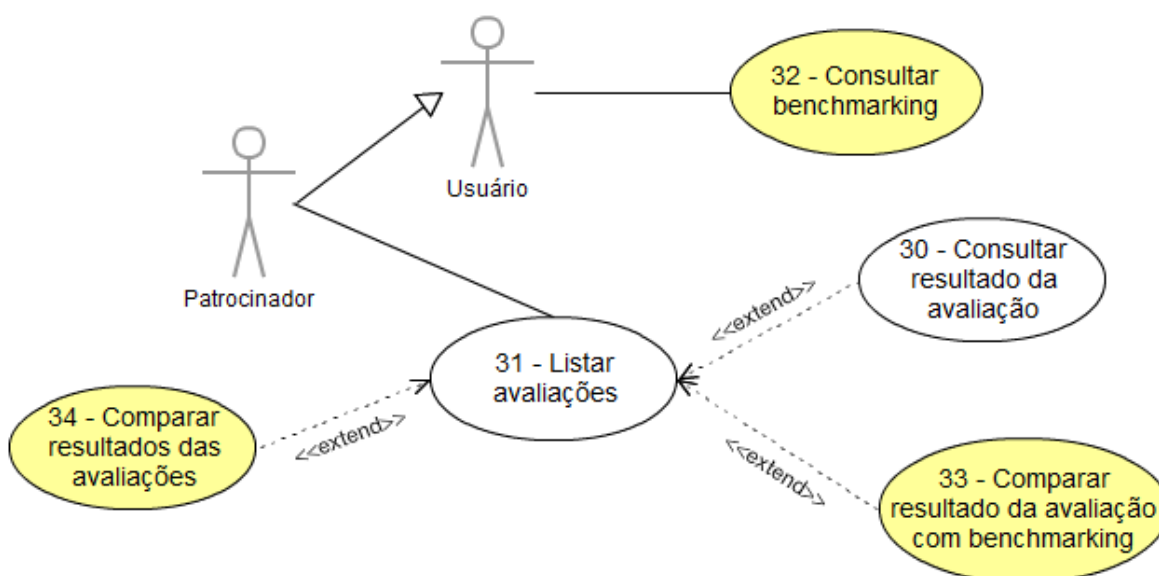 32 - Consultar
benchmarking
Usuário
Patrocinador
30 - Consultar
resultado da
avaliação
<<extend>>
31 - Listar
avaliações
34 - Comparar
resultados das
avaliações
<<extend>>
<<extend>>
33 - Comparar
resultado da avaliação
com benchmarking